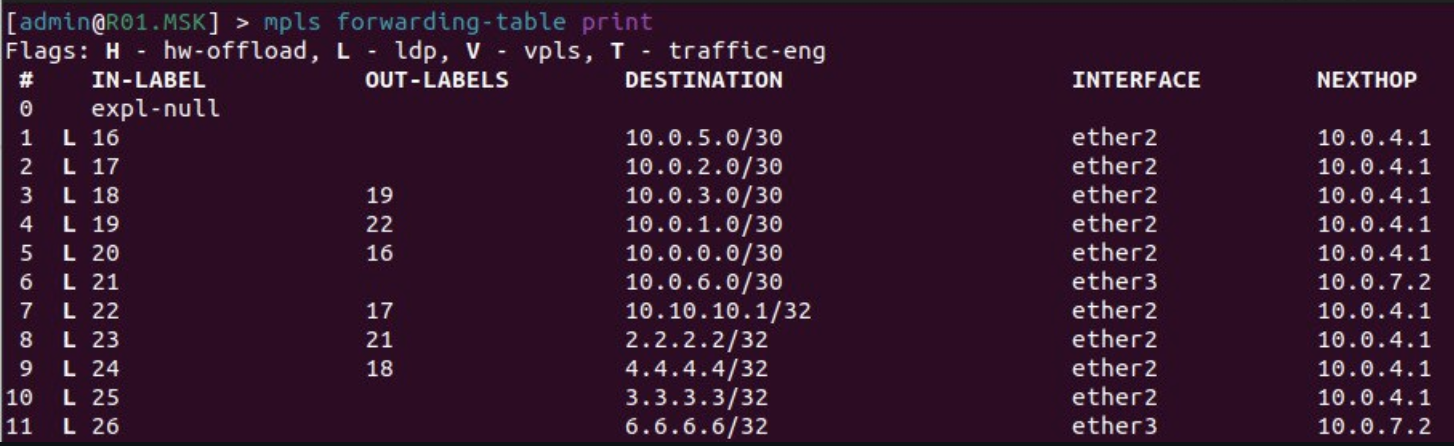 [admin@R01.MSK] > mpls forwarding-table print
Flags: H - hw-offload, L - ldp, V - vpls, T - traffic-eng
#     IN-LABEL     OUT-LABELS     DESTINATION     INTERFACE     NEXTHOP
0     expl-null
1  L 16          10.0.5.0/30     ether2     10.0.4.1
2  L 17          10.0.2.0/30     ether2     10.0.4.1
3  L 18     19     10.0.3.0/30     ether2     10.0.4.1
4  L 19     22     10.0.1.0/30     ether2     10.0.4.1
5  L 20     16     10.0.0.0/30     ether2     10.0.4.1
6  L 21          10.0.6.0/30     ether3     10.0.7.2
7  L 22     17     10.10.10.1/32     ether2     10.0.4.1
8  L 23     21     2.2.2.2/32     ether2     10.0.4.1
9  L 24     18     4.4.4.4/32     ether2     10.0.4.1
10  L 25          3.3.3.3/32     ether2     10.0.4.1
11  L 26          6.6.6.6/32     ether3     10.0.7.2